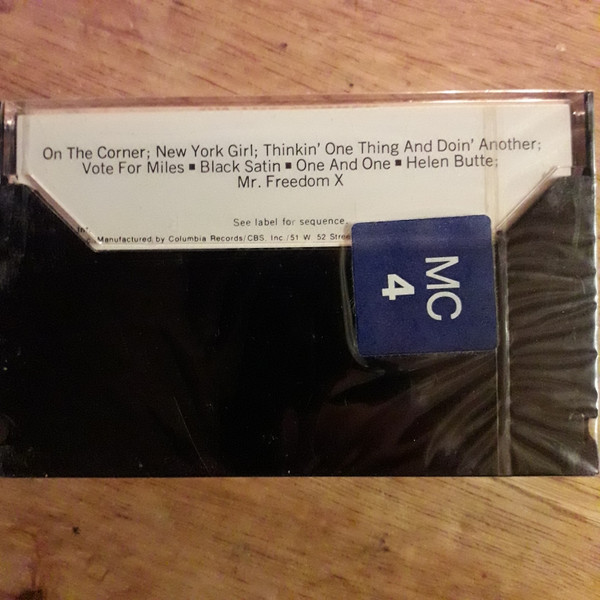 On The Corner; New York Girl; Thinkin' One Thing And Doin' Another;
Vote For Miles ▪ Black Satin ▪ One And One ▪ Helen Butte;
Mr. Freedom X
See label for sequence.
Manufactured by Columbia Records/CBS, Inc./51 W. 52 Stree
MC
4